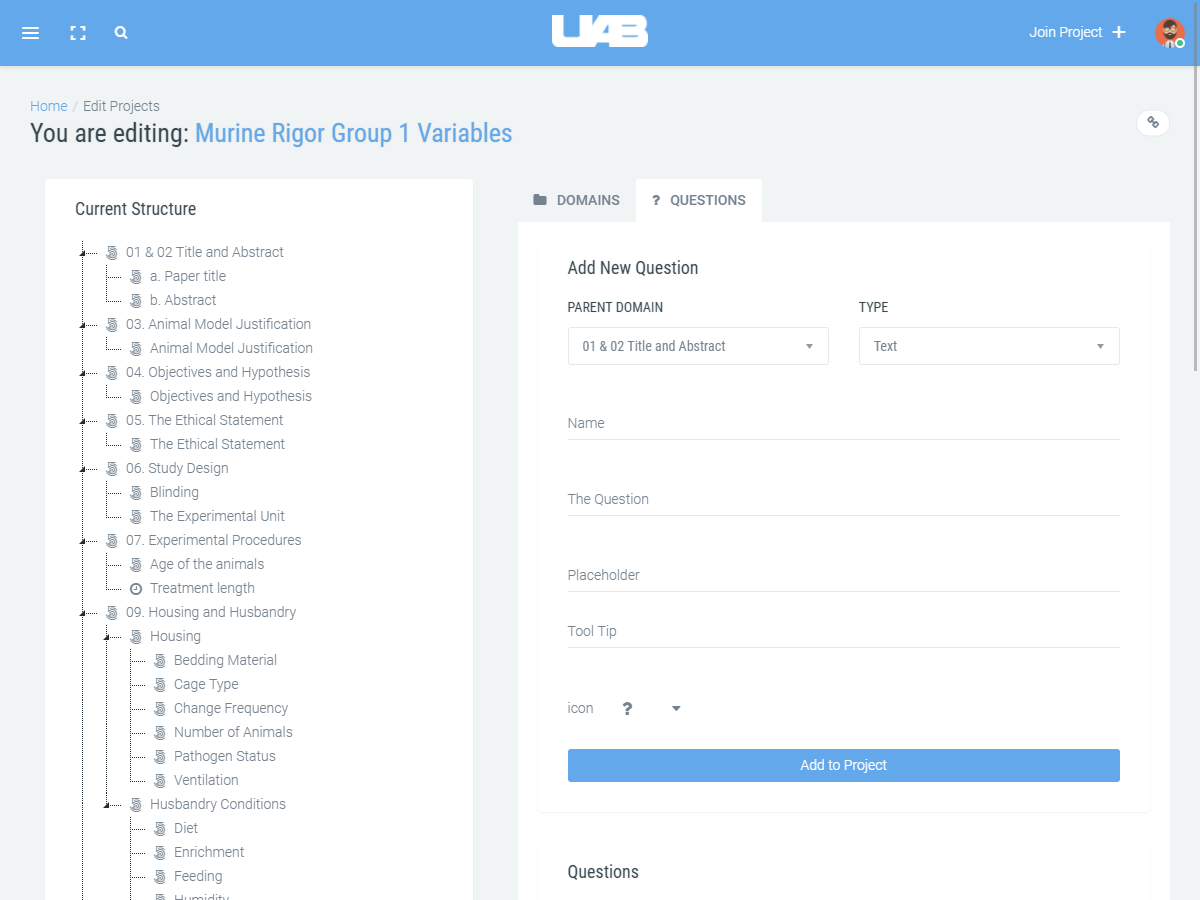 UAB
Join Project
Home / Edit Projects
You are editing: Murine Rigor Group 1 Variables
Current Structure
01 & 02 Title and Abstract
a. Paper title
b. Abstract
03. Animal Model Justification
Animal Model Justification
04. Objectives and Hypothesis
Objectives and Hypothesis
05. The Ethical Statement
The Ethical Statement
06. Study Design
Blinding
The Experimental Unit
07. Experimental Procedures
Age of the animals
Treatment length
09. Housing and Husbandry
Housing
Bedding Material
Cage Type
Change Frequency
Number of Animals
Pathogen Status
Ventilation
Husbandry Conditions
Diet
Enrichment
Feeding
Humidity
DOMAINS
? QUESTIONS
Add New Question
PARENT DOMAIN
TYPE
01 & 02 Title and Abstract
Text
Name
The Question
Placeholder
Tool Tip
icon ?
Add to Project
Questions